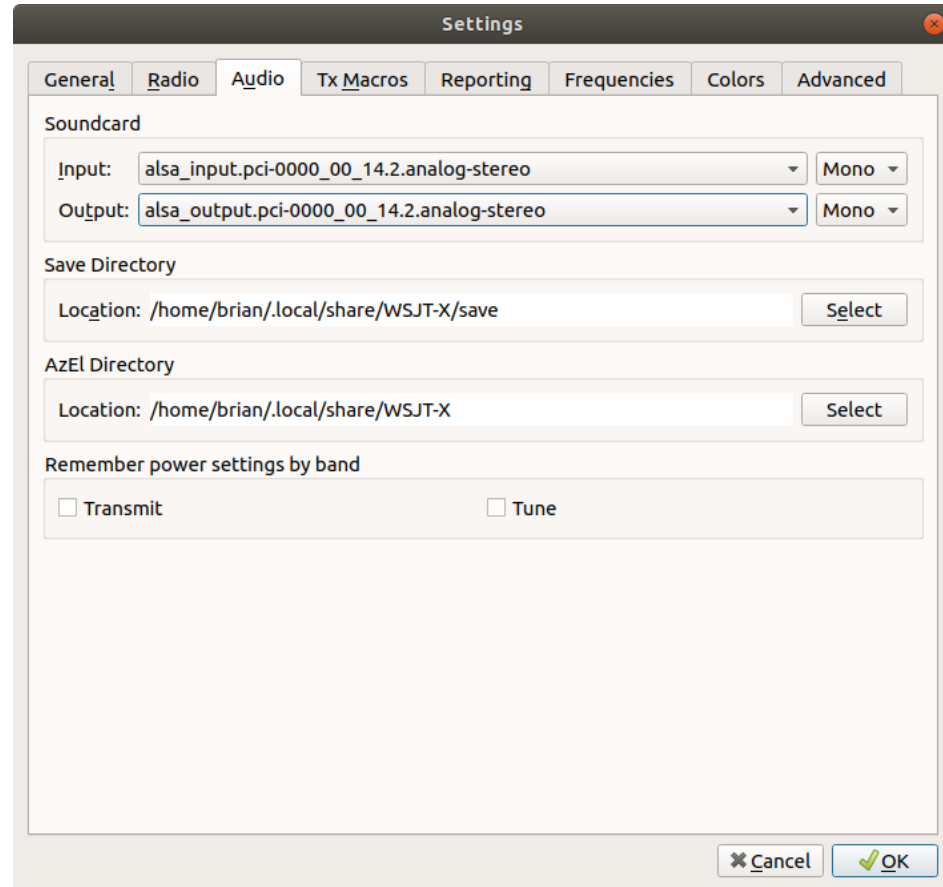 Settings
General Radio Audio Tx Macros Reporting Frequencies Colors Advanced
Soundcard
Input: alsa_input.pci-0000_00_14.2.analog-stereo Mono
Output: alsa_output.pci-0000_00_14.2.analog-stereo Mono
Save Directory
Location: /home/brian/.local/share/WSJT-X/save Select
AzEl Directory
Location: /home/brian/.local/share/WSJT-X Select
Remember power settings by band
Transmit Tune
Cancel OK